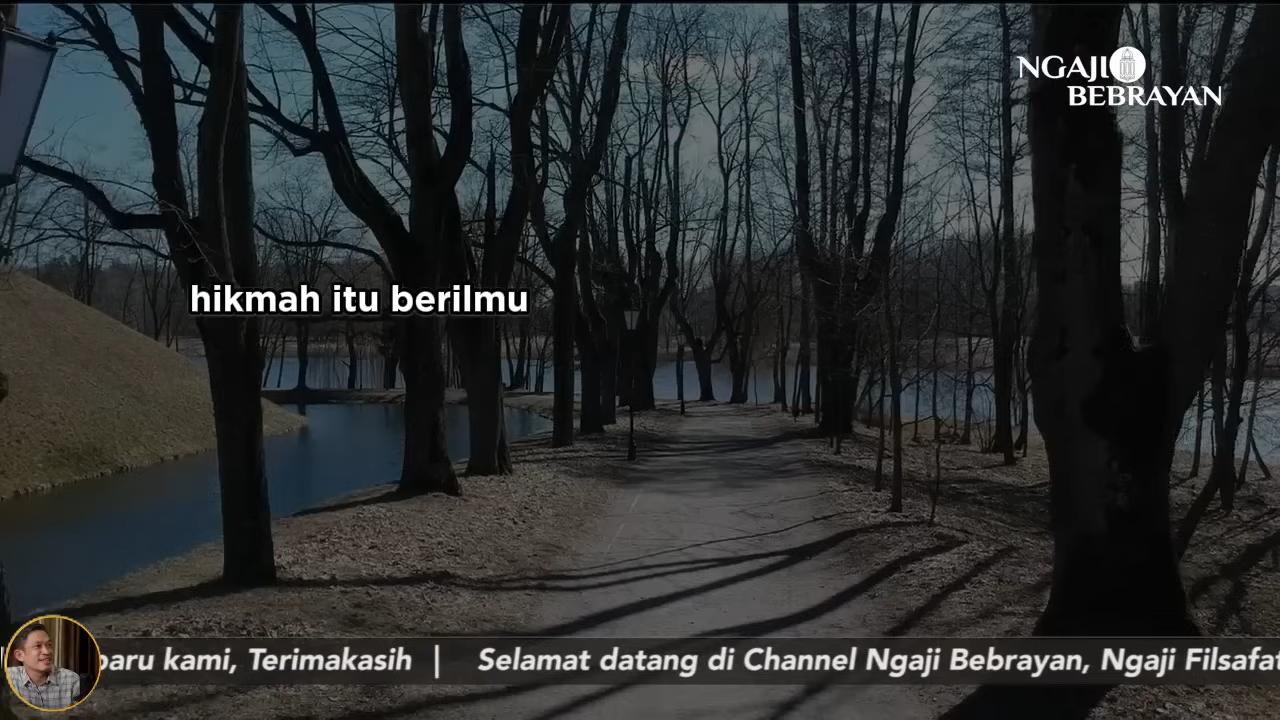 NGAJI
BEBRAYAN
hikmah itu berilmu
baru kami, Terimakasih | Selamat datang di Channel Ngaji Bebrayan, Ngaji Filsafat